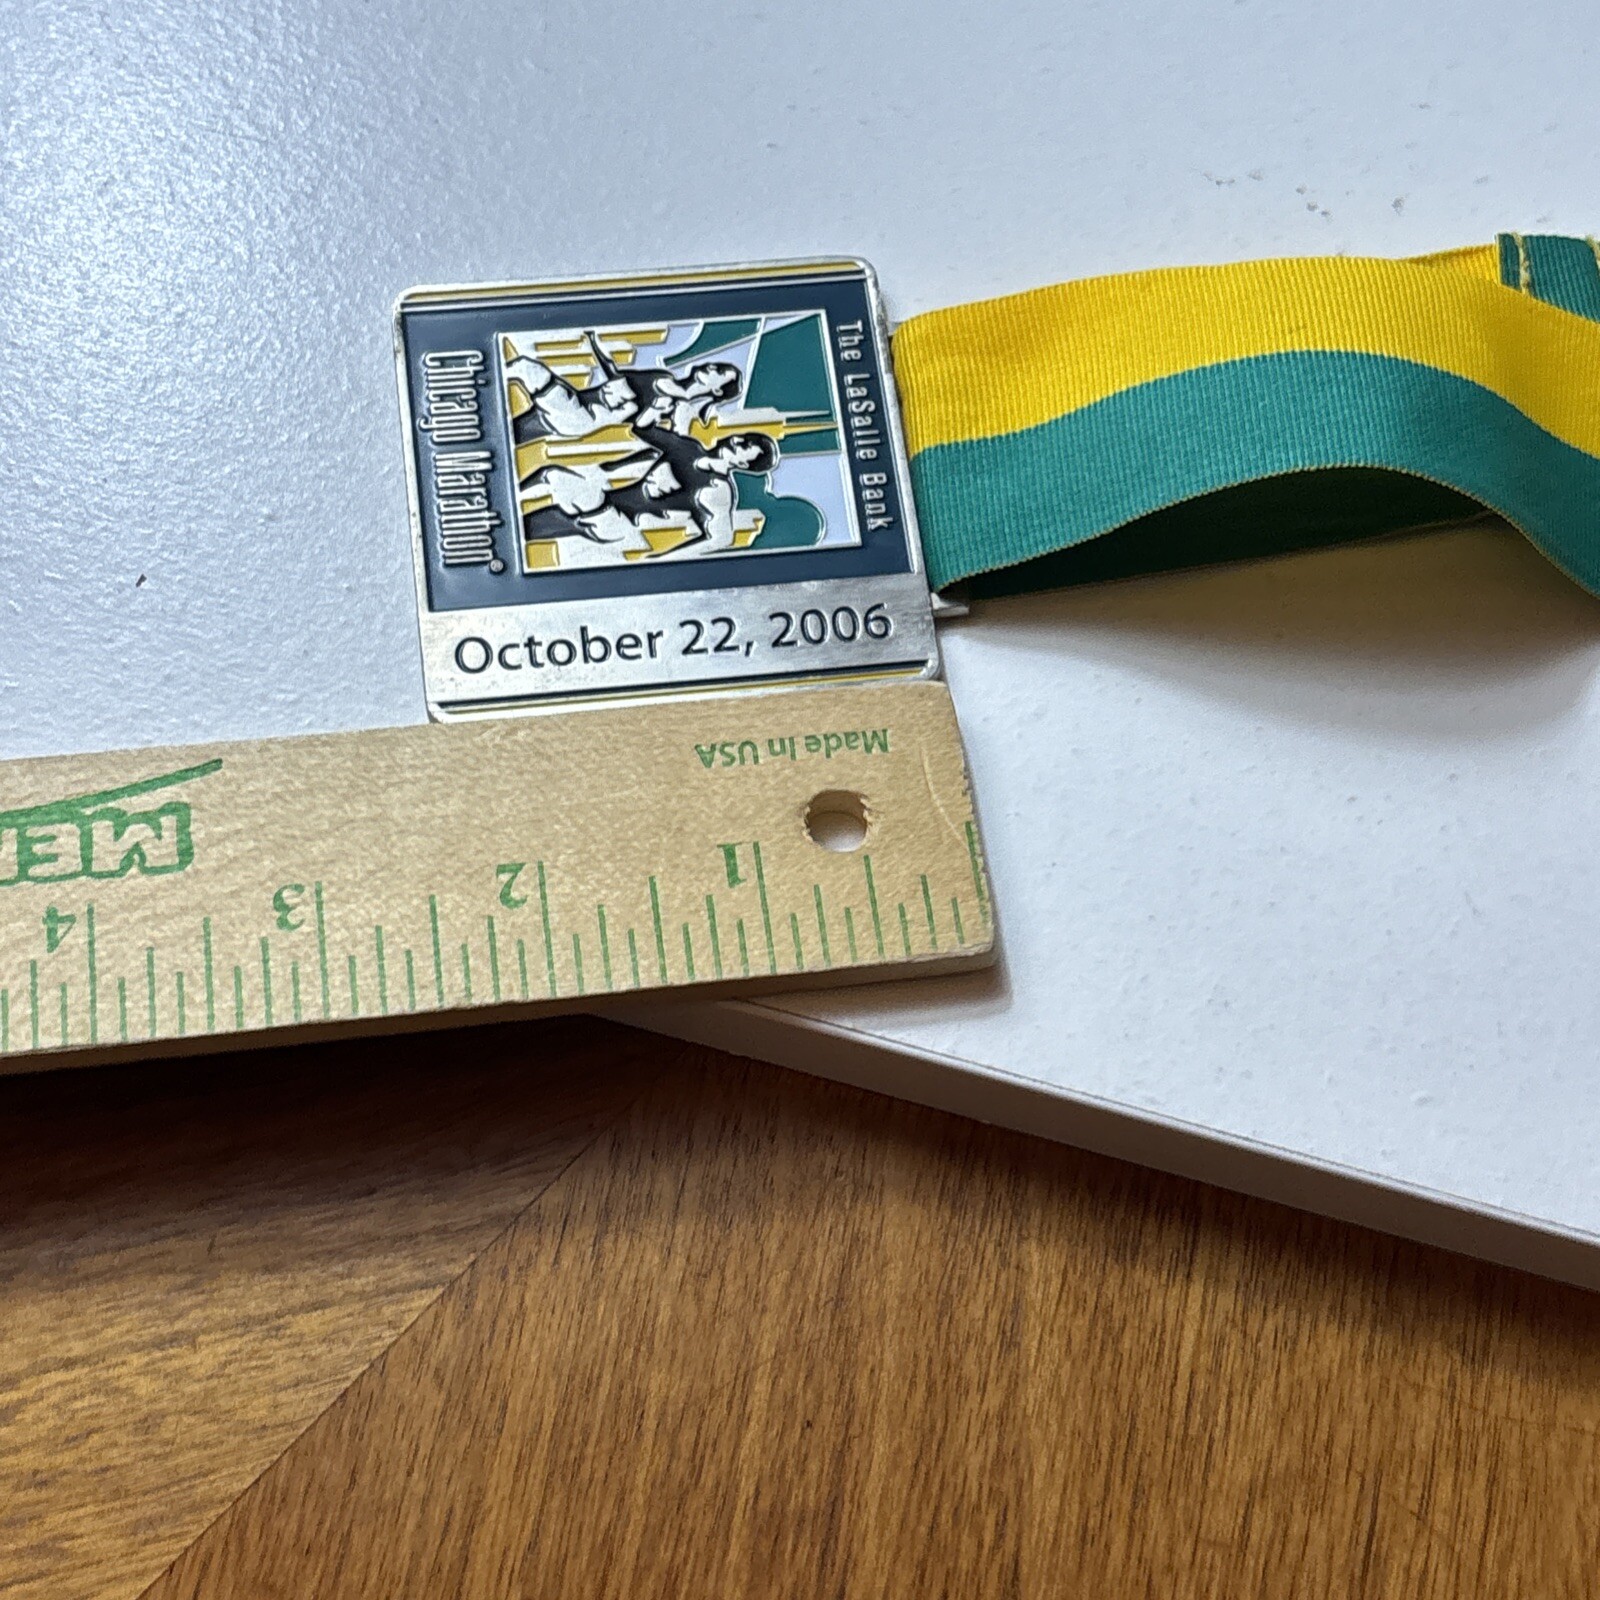 The LaSalle Bank
Chicago Marathon®
October 22, 2006
Made In USA
1
2
3
4